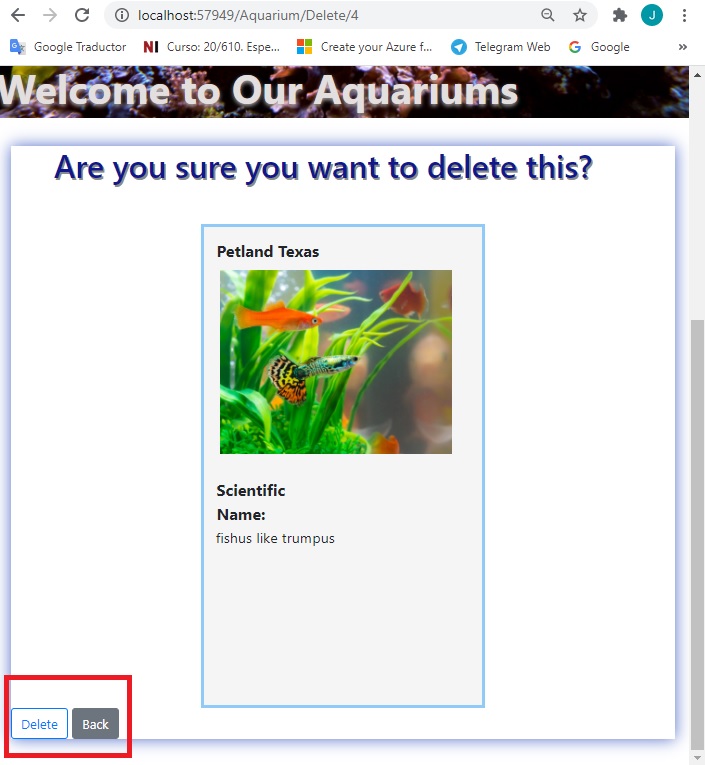 localhost:57949/Aquarium/Delete/4
Google Traductor NI Curso: 20/610. Espe... Create your Azure f... Telegram Web Google »
J
Welcome to Our Aquariums
Are you sure you want to delete this?
Petland Texas
Scientific
Name:
fishus like trumpus
Delete Back